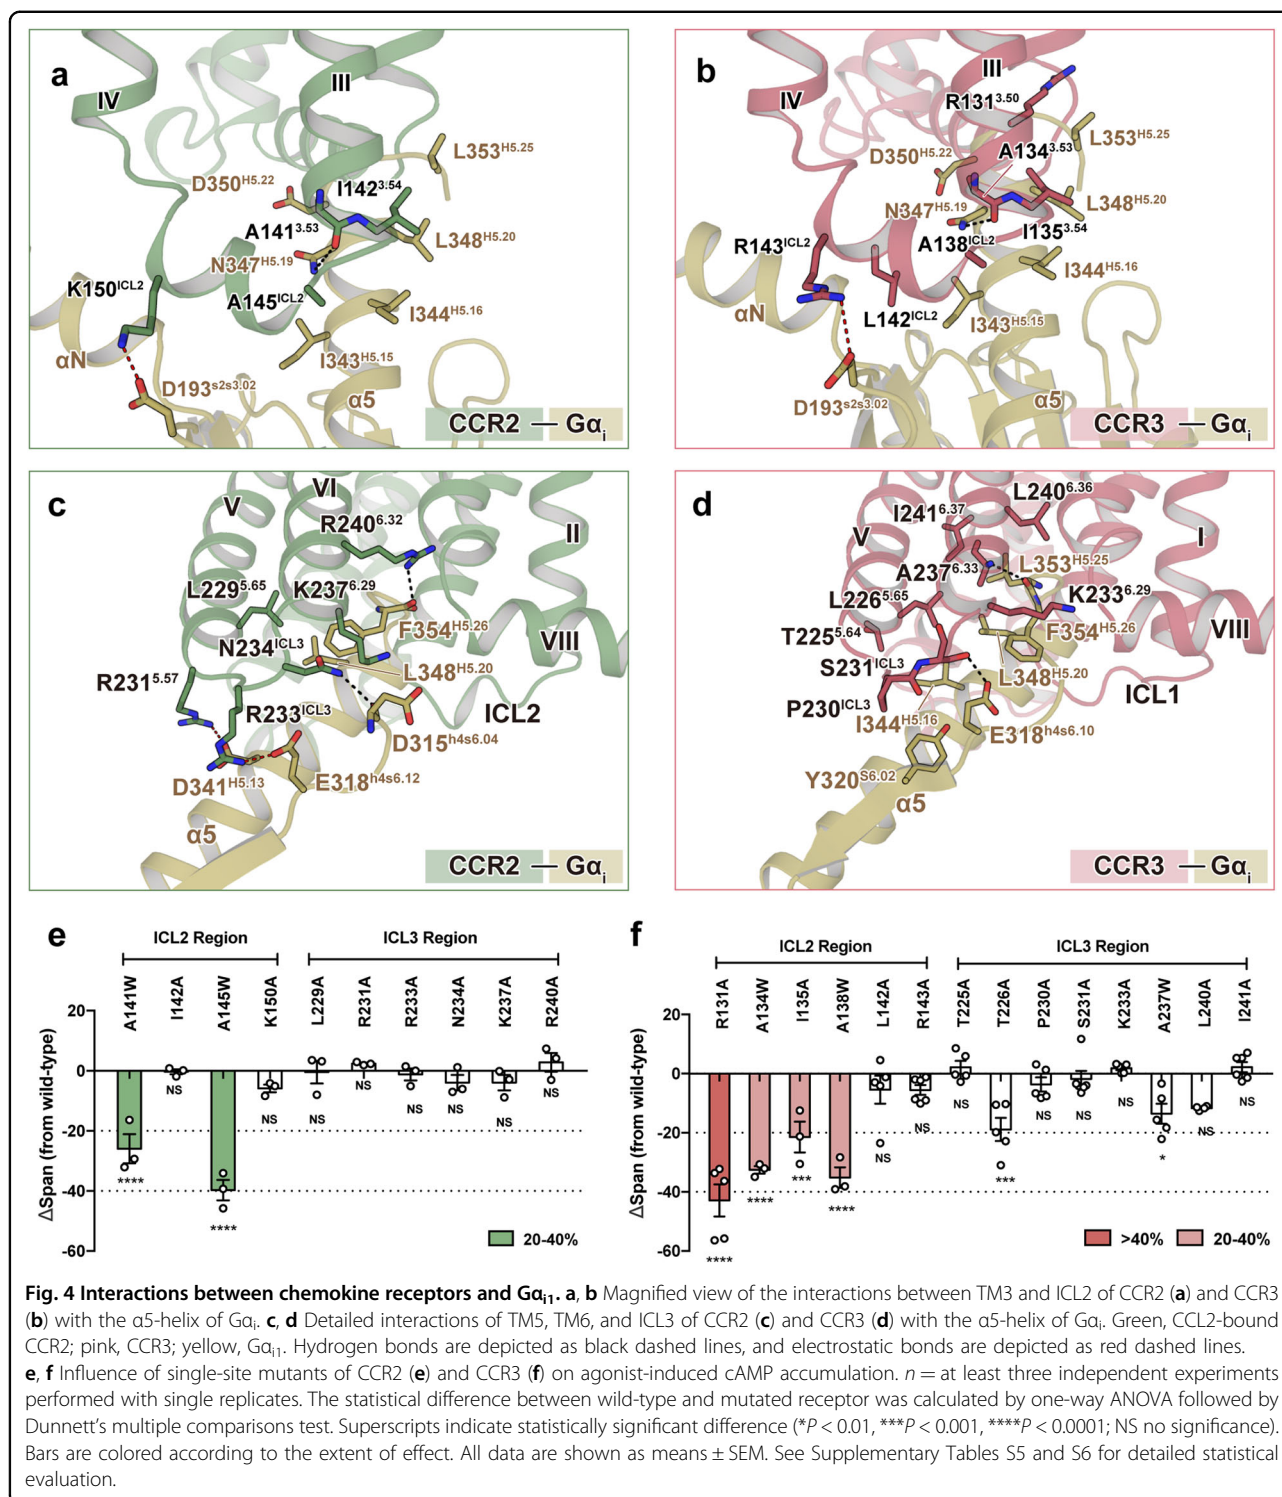 a
IV
III
L353H5.25
D350H5.22
I1423.54
A1413.53
L348H5.20
N347H5.19
K150ICL2
A145ICL2
I344H5.16
αN
I343H5.15
D193s2s3.02
α5
CCR2 — Gαi
b
IV
III
R1313.50
L353H5.25
A1343.53
D350H5.22
N347H5.19
L348H5.20
R143ICL2
A138ICL2
I1353.54
I344H5.16
αN
L142ICL2
I343H5.15
D193s2s3.02
α5
CCR3 — Gαi
c
VI
V
R2406.32
II
L2295.65
K2376.29
N234ICL3
F354H5.26
VIII
R2315.57
L348H5.20
R233ICL3
ICL2
D315h4s6.04
D341H5.13
E318h4s6.12
α5
CCR2 — Gαi
d
L2406.36
I2416.37
V
I
A2376.33
L353H5.25
L2265.65
K2336.29
T2255.64
F354H5.26
VIII
S231ICL3
L348H5.20
P230ICL3
ICL1
I344H5.16
E318h4s6.10
Y320S6.02
α5
CCR3 — Gαi
e
ICL2 Region
ICL3 Region
A141W
I142A
A145W
K150A
L229A
R231A
R233A
N234A
K237A
R240A
ΔSpan (from wild-type)
20
0
-20
-40
-60
****
NS
****
NS
NS
NS
NS
NS
NS
NS
20-40%
f
ICL2 Region
ICL3 Region
R131A
A134W
I135A
A138W
L142A
R143A
T225A
T226A
P230A
S231A
K233A
A237W
L240A
I241A
ΔSpan (from wild-type)
20
0
-20
-40
-60
****
****
***
****
NS
NS
NS
***
NS
NS
NS
*
NS
NS
>40%
20-40%
Fig. 4 Interactions between chemokine receptors and Gαi1. a, b Magnified view of the interactions between TM3 and ICL2 of CCR2 (a) and CCR3
(b) with the α5-helix of Gαi. c, d Detailed interactions of TM5, TM6, and ICL3 of CCR2 (c) and CCR3 (d) with the α5-helix of Gαi. Green, CCL2-bound
CCR2; pink, CCR3; yellow, Gαi1. Hydrogen bonds are depicted as black dashed lines, and electrostatic bonds are depicted as red dashed lines.
e, f Influence of single-site mutants of CCR2 (e) and CCR3 (f) on agonist-induced cAMP accumulation. n = at least three independent experiments
performed with single replicates. The statistical difference between wild-type and mutated receptor was calculated by one-way ANOVA followed by
Dunnett's multiple comparisons test. Superscripts indicate statistically significant difference (*P < 0.01, ***P < 0.001, ****P < 0.0001; NS no significance).
Bars are colored according to the extent of effect. All data are shown as means ± SEM. See Supplementary Tables S5 and S6 for detailed statistical
evaluation.